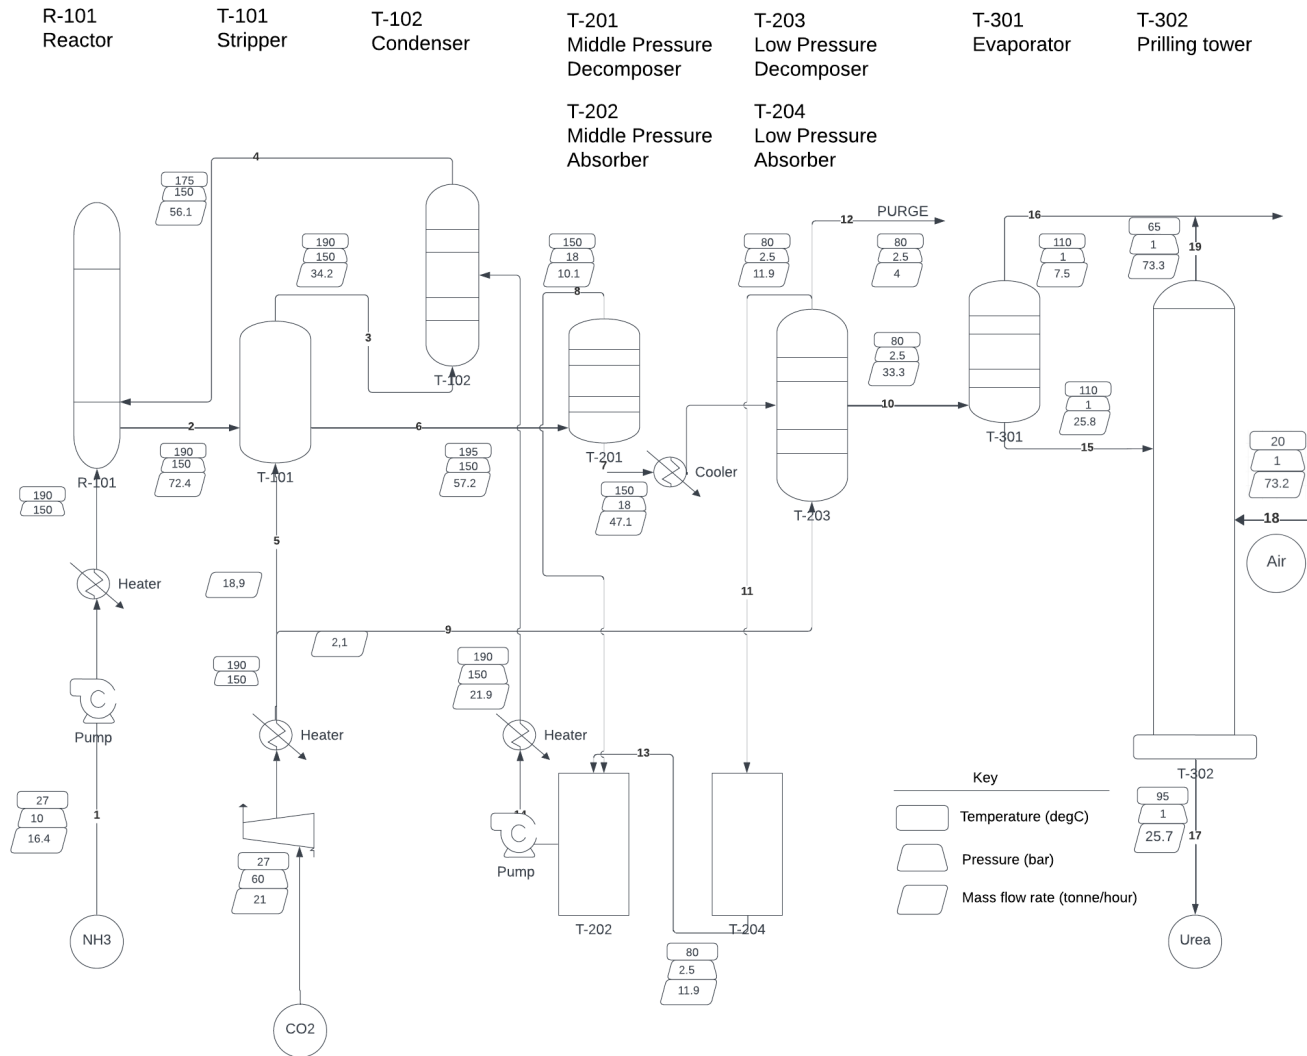 R-101
Reactor
T-101
Stripper
T-102
Condenser
T-201
Middle Pressure
Decomposer
T-202
Middle Pressure
Absorber
T-203
Low Pressure
Decomposer
T-204
Low Pressure
Absorber
T-301
Evaporator
T-302
Prilling tower
4
175
150
56.1
190
150
34.2
3
T-102
150
18
10.1
8
80
2.5
11.9
12
PURGE
80
2.5
4
16
110
1
7.5
65
1
73.3
19
80
2.5
33.3
10
110
1
25.8
T-301
15
20
1
73.2
18
Air
2
190
150
72.4
R-101
190
150
T-101
6
195
150
57.2
T-201
7
Cooler
150
18
47.1
T-203
5
Heater
18,9
11
9
2,1
190
150
190
150
21.9
Pump
Heater
Heater
13
27
10
16.4
1
27
60
21
14
Pump
T-202
T-204
80
2.5
11.9
NH3
CO2
Key
Temperature (degC)
Pressure (bar)
Mass flow rate (tonne/hour)
T-302
95
1
25.7
17
Urea